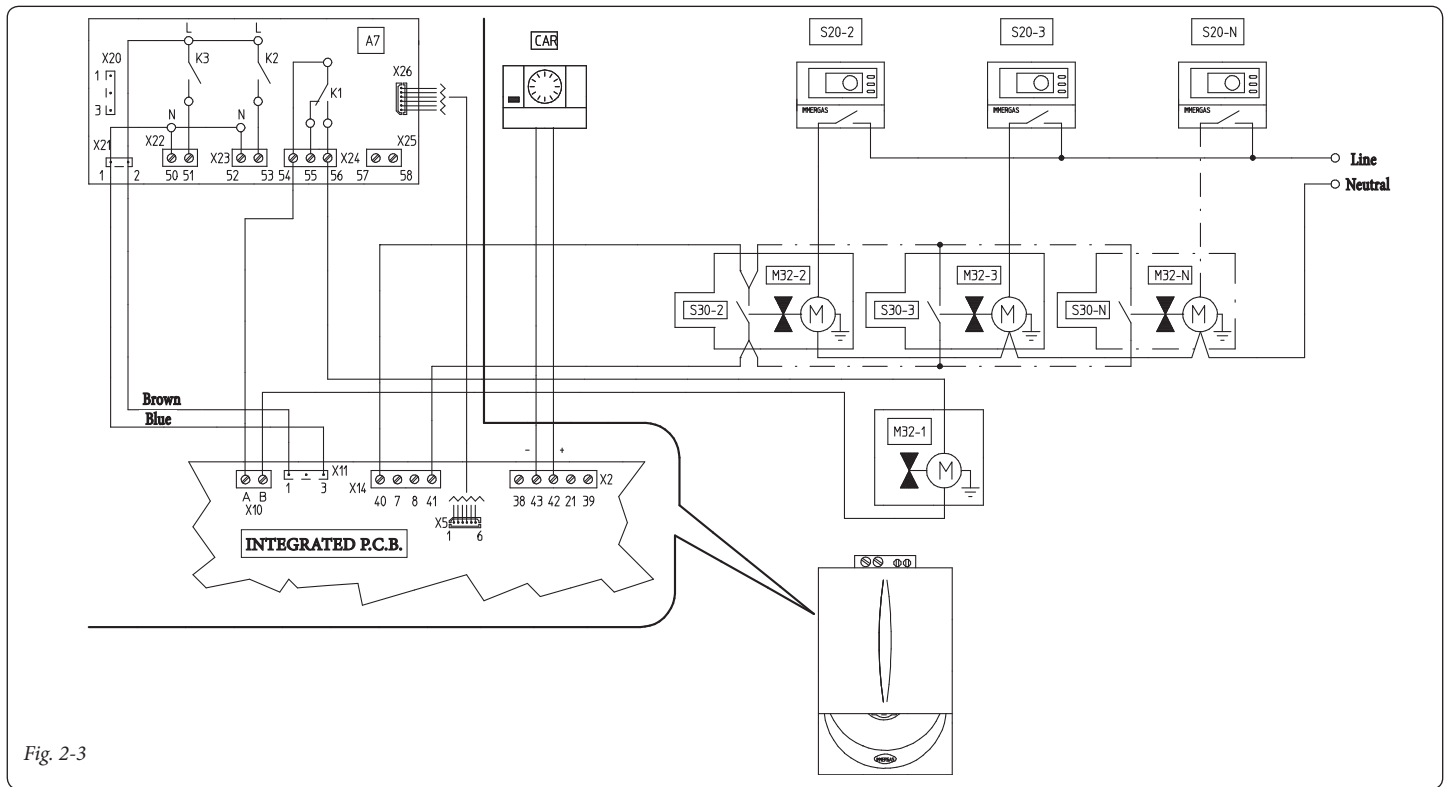 A7
X20
1
3
L
L
K3
K2
K1
X26
N
N
X21
X22
X23
X24
X25
1 2 50 51 52 53 54 55 56 57 58
CAR
S20-2
S20-3
S20-N
IMMERGAS
IMMERGAS
IMMERGAS
Line
Neutral
M32-2
M32-3
M32-N
S30-2
S30-3
S30-N
M
M
M
Brown
Blue
M32-1
M
- +
A B
X10
1 3
X11
X14
40 7 8 41
X5
1 6
38 43 42 21 39
X2
INTEGRATED P.C.B.
IMMERGAS
Fig. 2-3